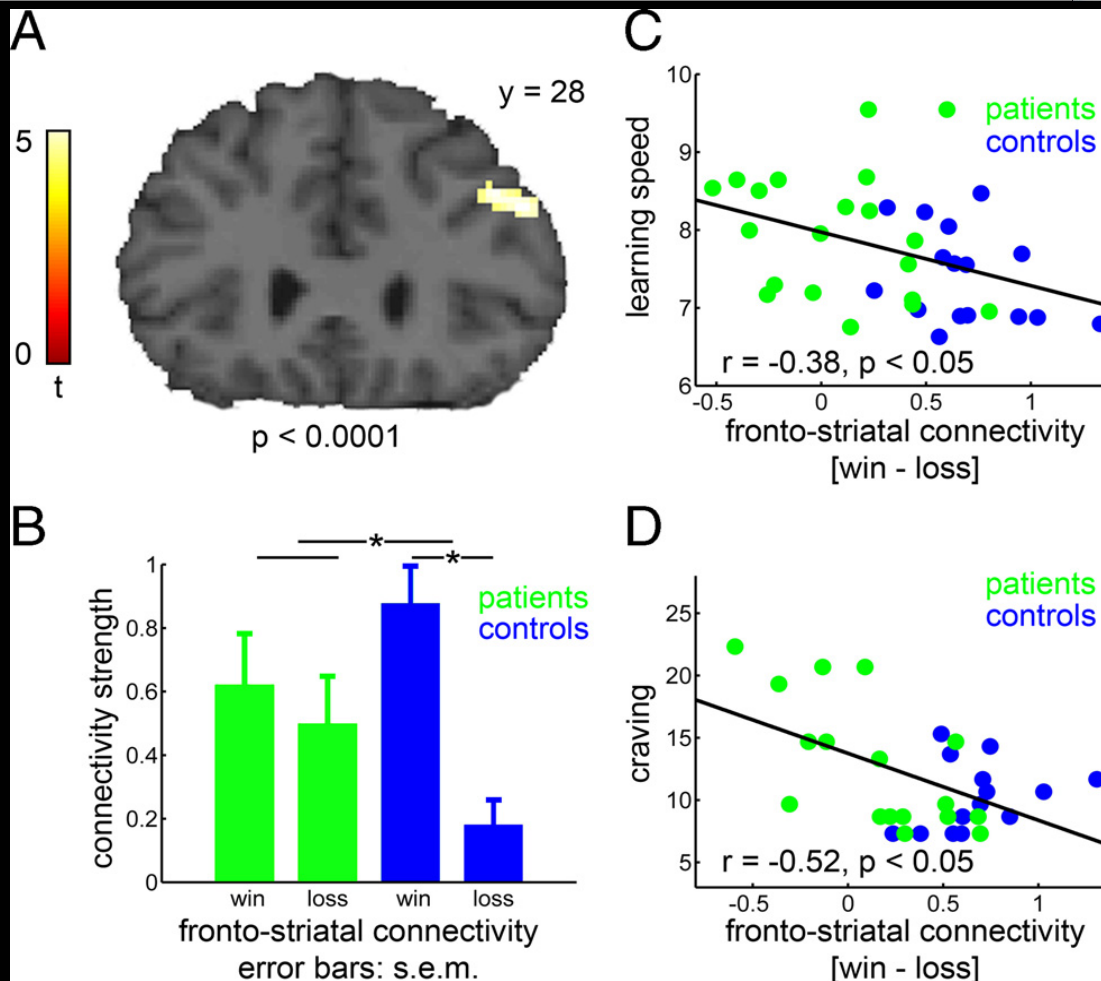 A
y = 28
5
0
t
p < 0.0001
B
1
0.8
0.6
0.4
0.2
0
connectivity strength
*
*
patients
controls
win
loss
win
loss
fronto-striatal connectivity
error bars: s.e.m.
C
10
9
8
7
6
learning speed
patients
controls
r = -0.38, p < 0.05
-0.5
0
0.5
1
fronto-striatal connectivity
[win - loss]
D
25
20
15
10
5
craving
patients
controls
r = -0.52, p < 0.05
-0.5
0
0.5
1
fronto-striatal connectivity
[win - loss]